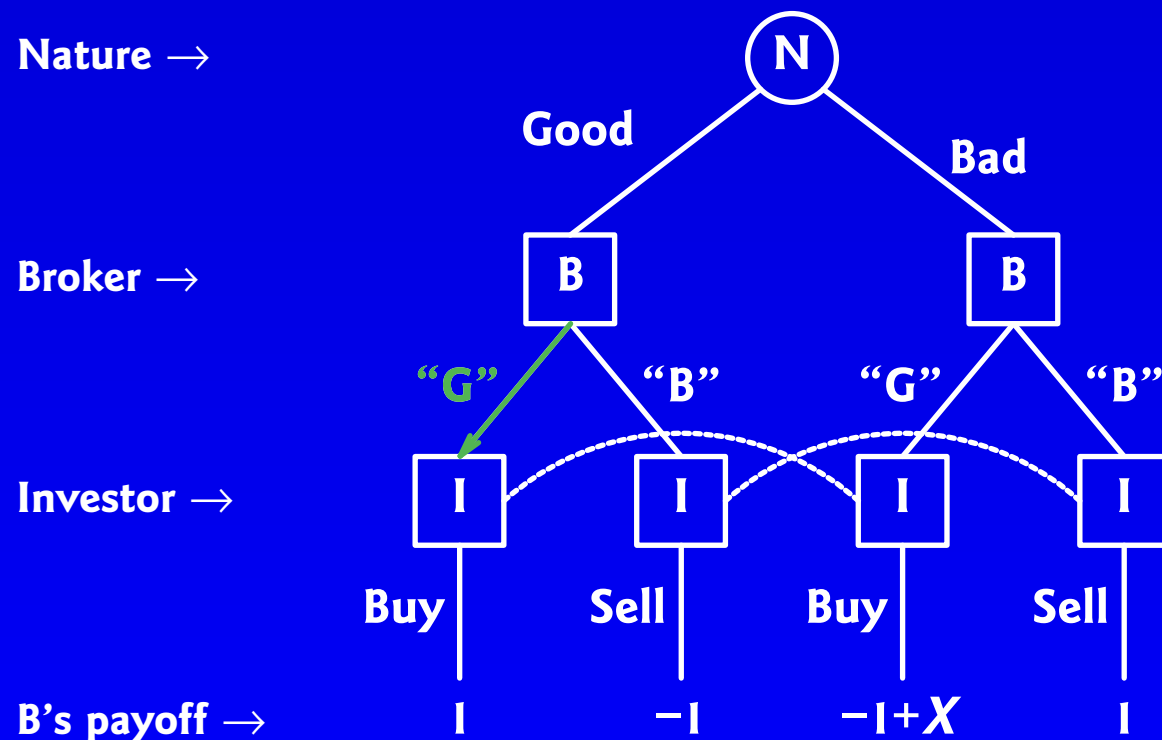 Nature → N
Good Bad
Broker → B B
“G” “B” “G” “B”
Investor → I I I I
Buy Sell Buy Sell
B’s payoff → 1 −1 −1+X 1